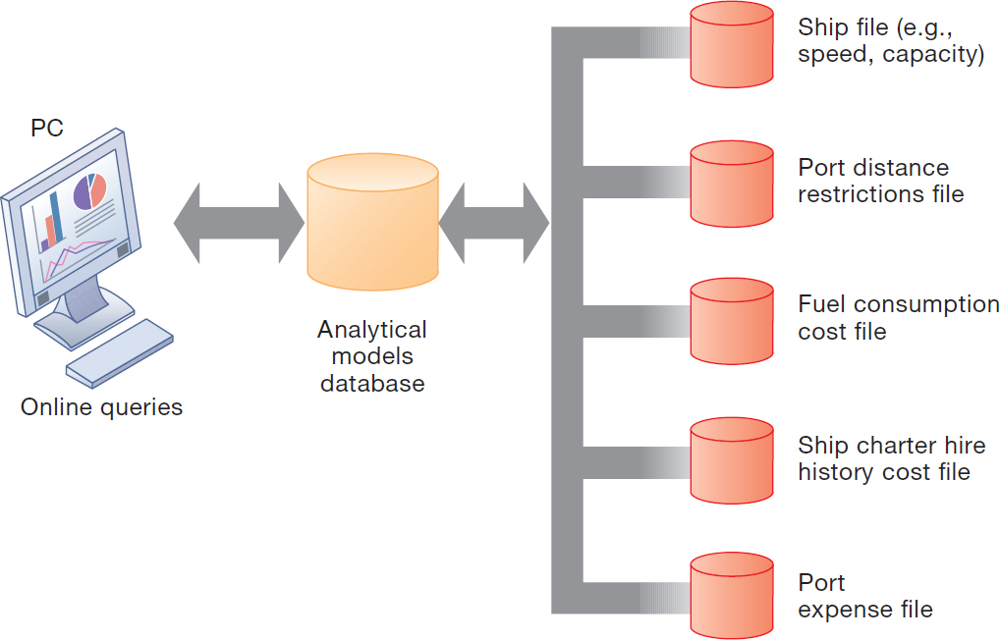 PC
Online queries
Analytical
models
database
Ship file (e.g.,
speed, capacity)
Port distance
restrictions file
Fuel consumption
cost file
Ship charter hire
history cost file
Port
expense file